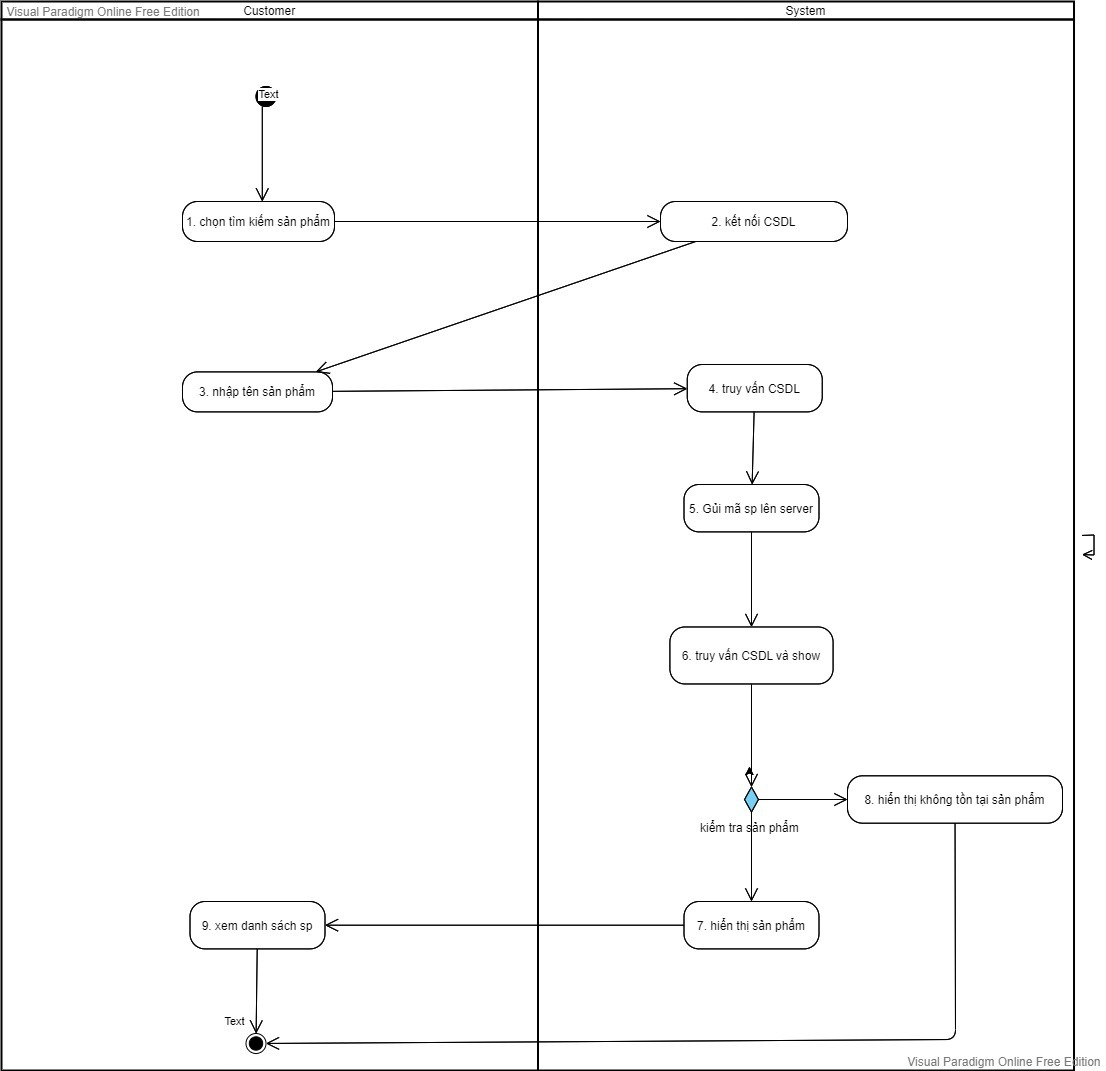 Visual Paradigm Online Free Edition
Customer
System
Text
1. chọn tìm kiếm sản phẩm
2. kết nối CSDL
3. nhập tên sản phẩm
4. truy vấn CSDL
5. Gủi mã sp lên server
6. truy vấn CSDL và show
kiểm tra sản phẩm
8. hiển thị không tồn tại sản phẩm
9. xem danh sách sp
7. hiển thị sản phẩm
Text
Visual Paradigm Online Free Edition